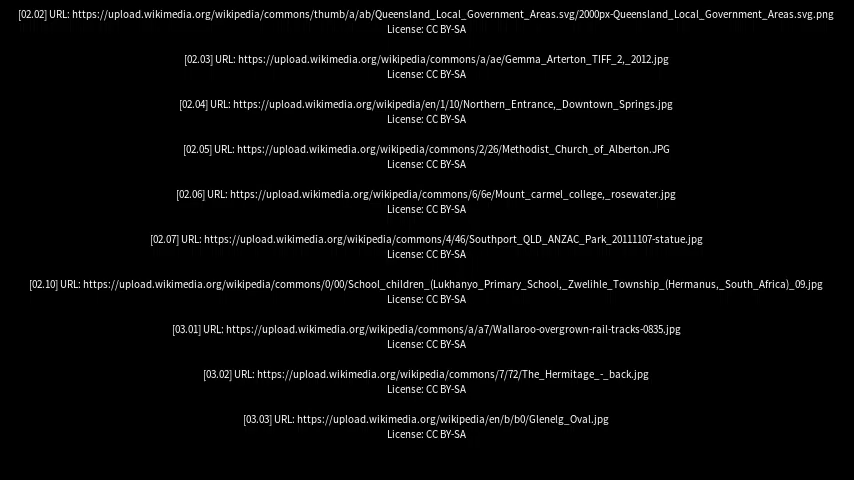 [02.02] URL: https://upload.wikimedia.org/wikipedia/commons/thumb/a/ab/Queensland_Local_Government_Areas.svg/2000px-Queensland_Local_Government_Areas.svg.png
License: CC BY-SA
[02.03] URL: https://upload.wikimedia.org/wikipedia/commons/a/ae/Gemma_Arterton_TIFF_2,_2012.jpg
License: CC BY-SA
[02.04] URL: https://upload.wikimedia.org/wikipedia/en/1/10/Northern_Entrance,_Downtown_Springs.jpg
License: CC BY-SA
[02.05] URL: https://upload.wikimedia.org/wikipedia/commons/2/26/Methodist_Church_of_Alberton.JPG
License: CC BY-SA
[02.06] URL: https://upload.wikimedia.org/wikipedia/commons/6/6e/Mount_carmel_college,_rosewater.jpg
License: CC BY-SA
[02.07] URL: https://upload.wikimedia.org/wikipedia/commons/4/46/Southport_QLD_ANZAC_Park_20111107-statue.jpg
License: CC BY-SA
[02.10] URL: https://upload.wikimedia.org/wikipedia/commons/0/00/School_children_(Lukhanyo_Primary_School,_Zwelihle_Township_(Hermanus,_South_Africa)_09.jpg
License: CC BY-SA
[03.01] URL: https://upload.wikimedia.org/wikipedia/commons/a/a7/Wallaroo-overgrown-rail-tracks-0835.jpg
License: CC BY-SA
[03.02] URL: https://upload.wikimedia.org/wikipedia/commons/7/72/The_Hermitage_-_back.jpg
License: CC BY-SA
[03.03] URL: https://upload.wikimedia.org/wikipedia/en/b/b0/Glenelg_Oval.jpg
License: CC BY-SA